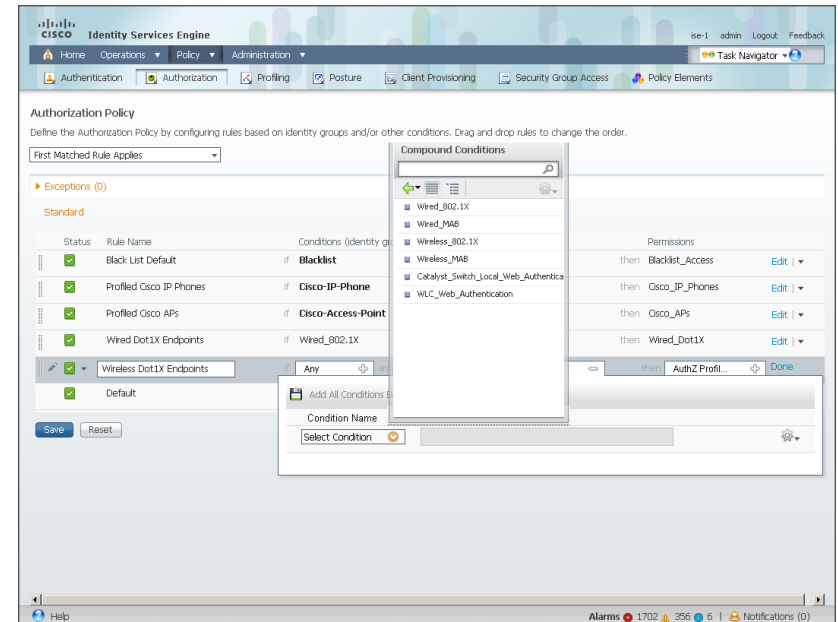 CISCO Identity Services Engine
ise-1 admin Logout Feedback
Home Operations Policy Administration
Task Navigator
Authentication Authorization Profiling Posture Client Provisioning Security Group Access Policy Elements
Authorization Policy
Define the Authorization Policy by configuring rules based on identity groups and/or other conditions. Drag and drop rules to change the order.
First Matched Rule Applies
Compound Conditions
Exceptions (0)
Standard
Wired_802.1X
Wired_MAB
Wireless_802.1X
Wireless_MAB
Catalyst_Switch_Local_Web_Authentica
WLC_Web_Authentication
Status Rule Name Conditions (identity gr Permissions
Black List Default if Blacklist then Blacklist_Access Edit |
Profiled Cisco IP Phones if Cisco-IP-Phone then Cisco_IP_Phones Edit |
Profiled Cisco APs if Cisco-Access-Point then Cisco_APs Edit |
Wired Dot1X Endpoints if Wired_802.1X then Wired_Dot1X Edit |
Wireless Dot1X Endpoints if Any then AuthZ Profil... Done
Default
Add All Conditions
Condition Name
Select Condition
Save Reset
Help
Alarms 1702 356 6 | Notifications (0)